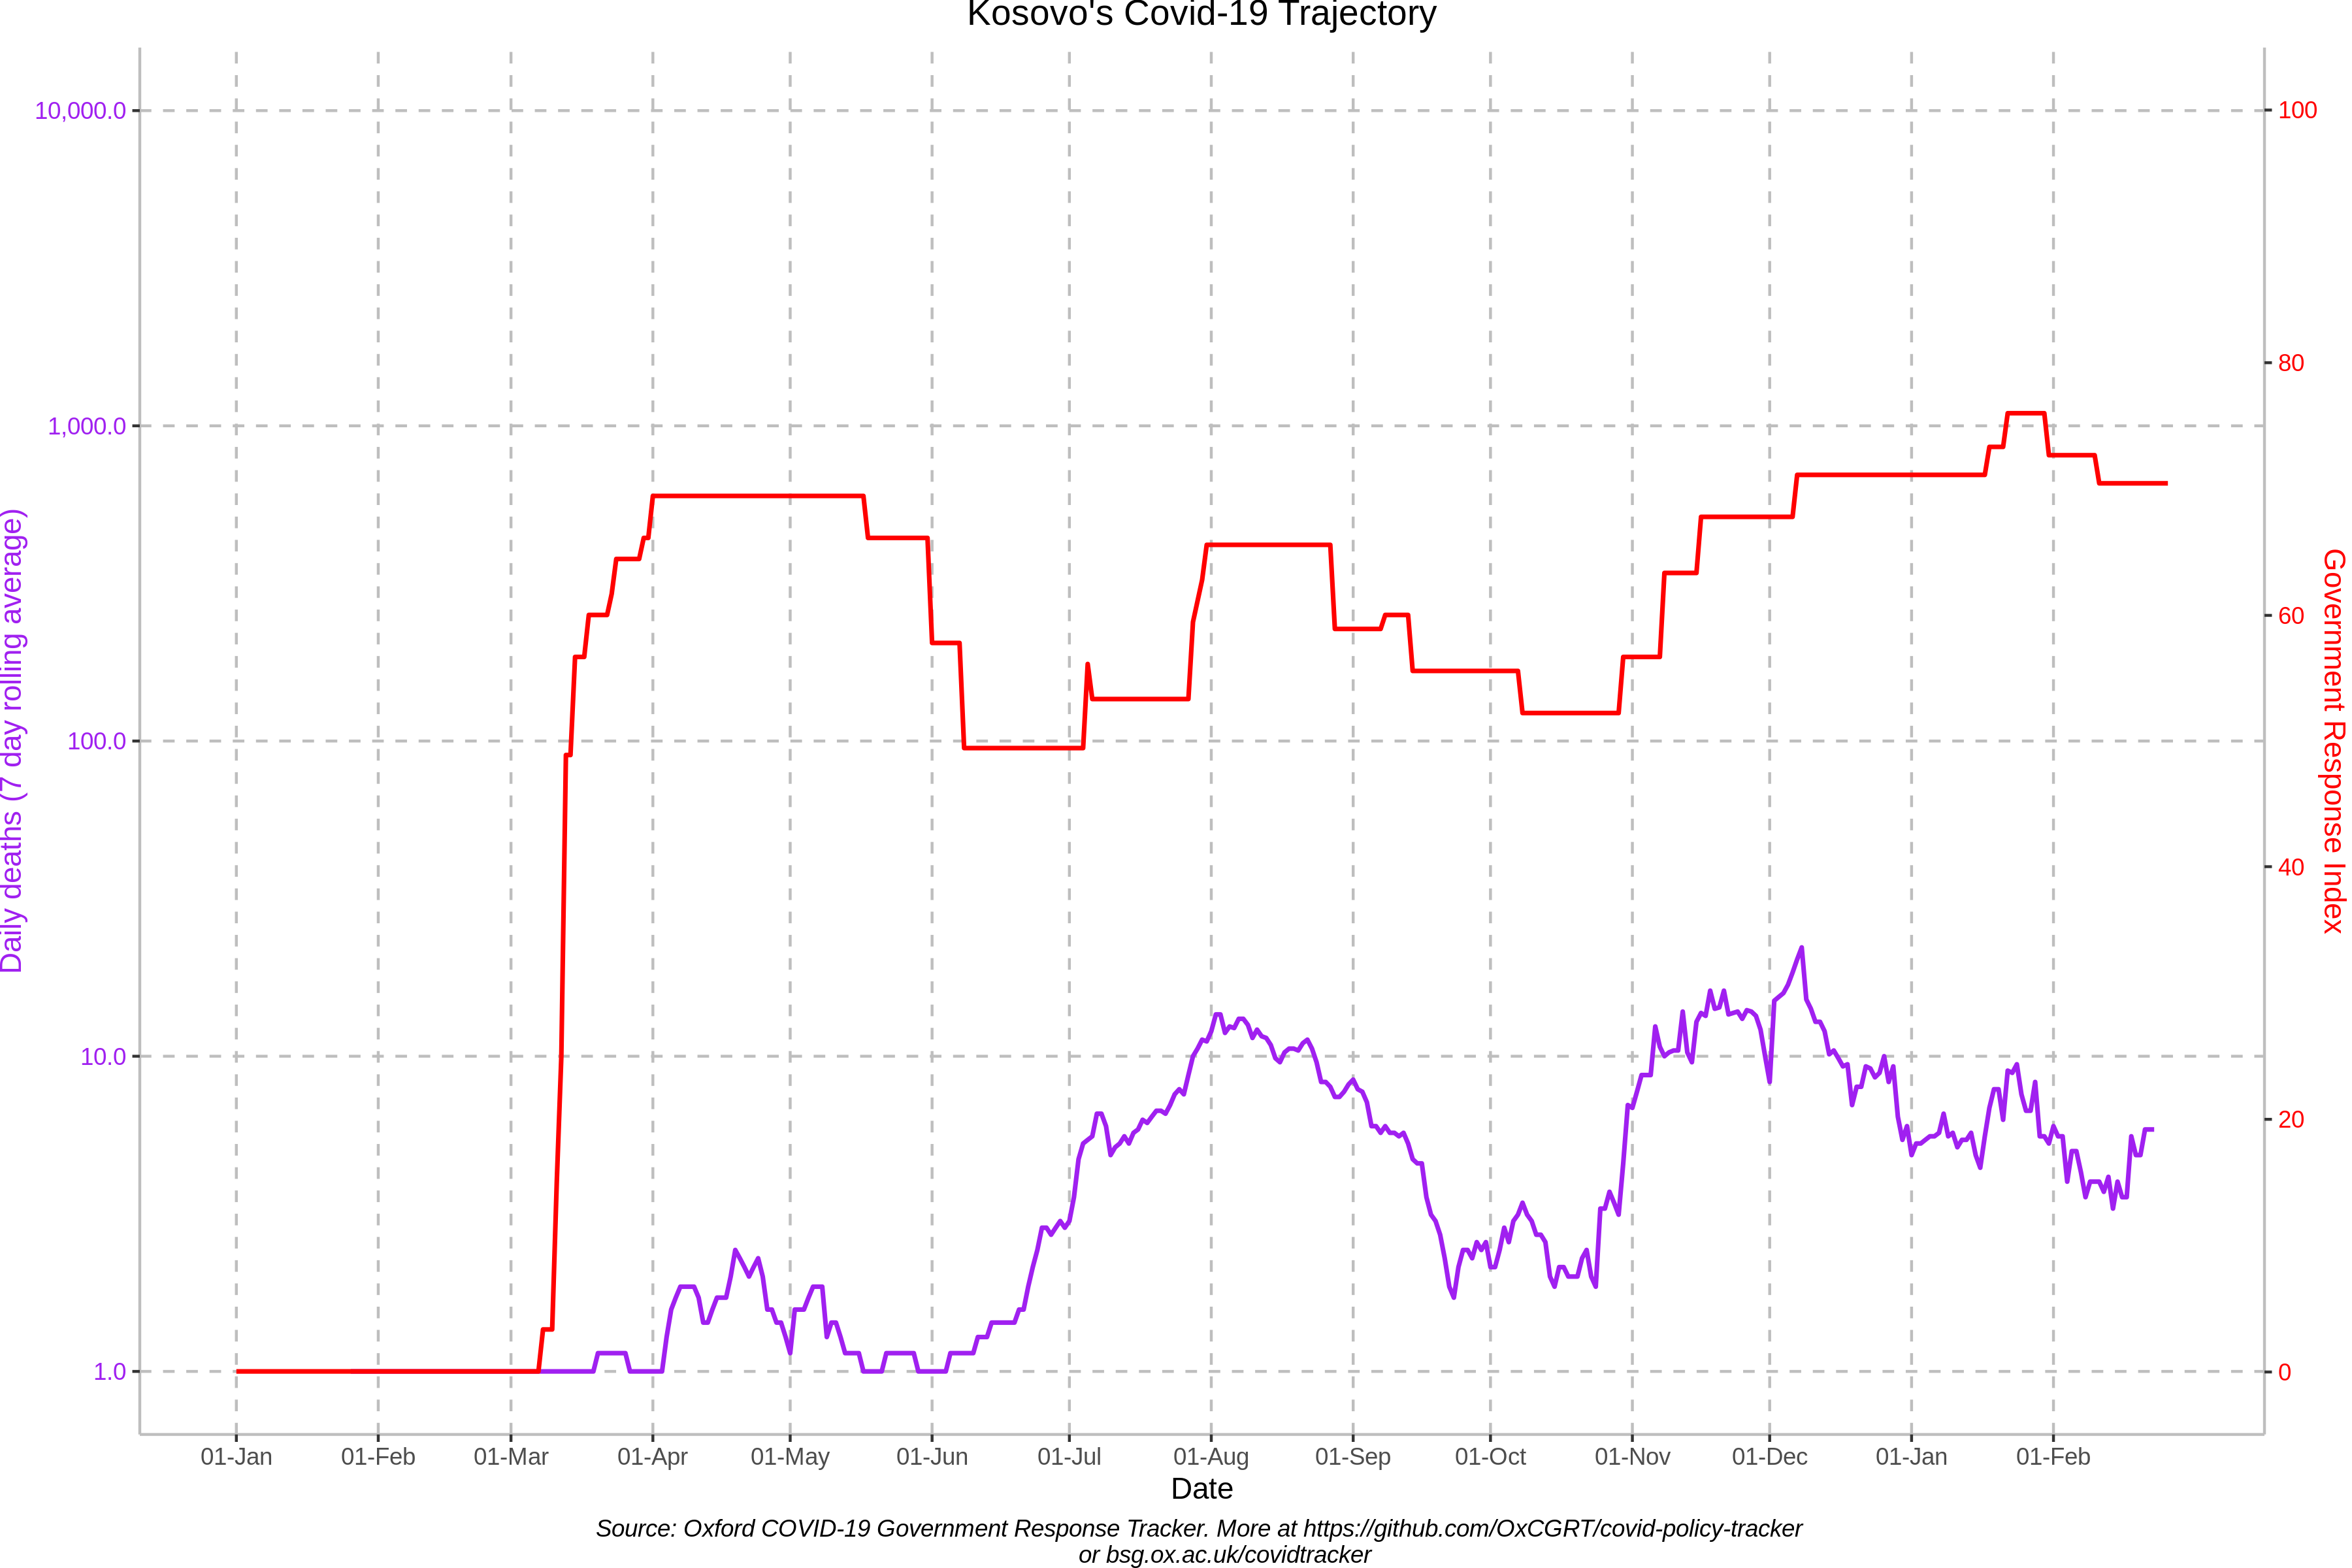 Kosovo's Covid-19 Trajectory
10,000.0
1,000.0
100.0
10.0
1.0
Daily deaths (7 day rolling average)
100
80
60
40
20
0
Government Response Index
01-Jan
01-Feb
01-Mar
01-Apr
01-May
01-Jun
01-Jul
01-Aug
01-Sep
01-Oct
01-Nov
01-Dec
01-Jan
01-Feb
Date
Source: Oxford COVID-19 Government Response Tracker. More at https://github.com/OxCGRT/covid-policy-tracker
or bsg.ox.ac.uk/covidtracker